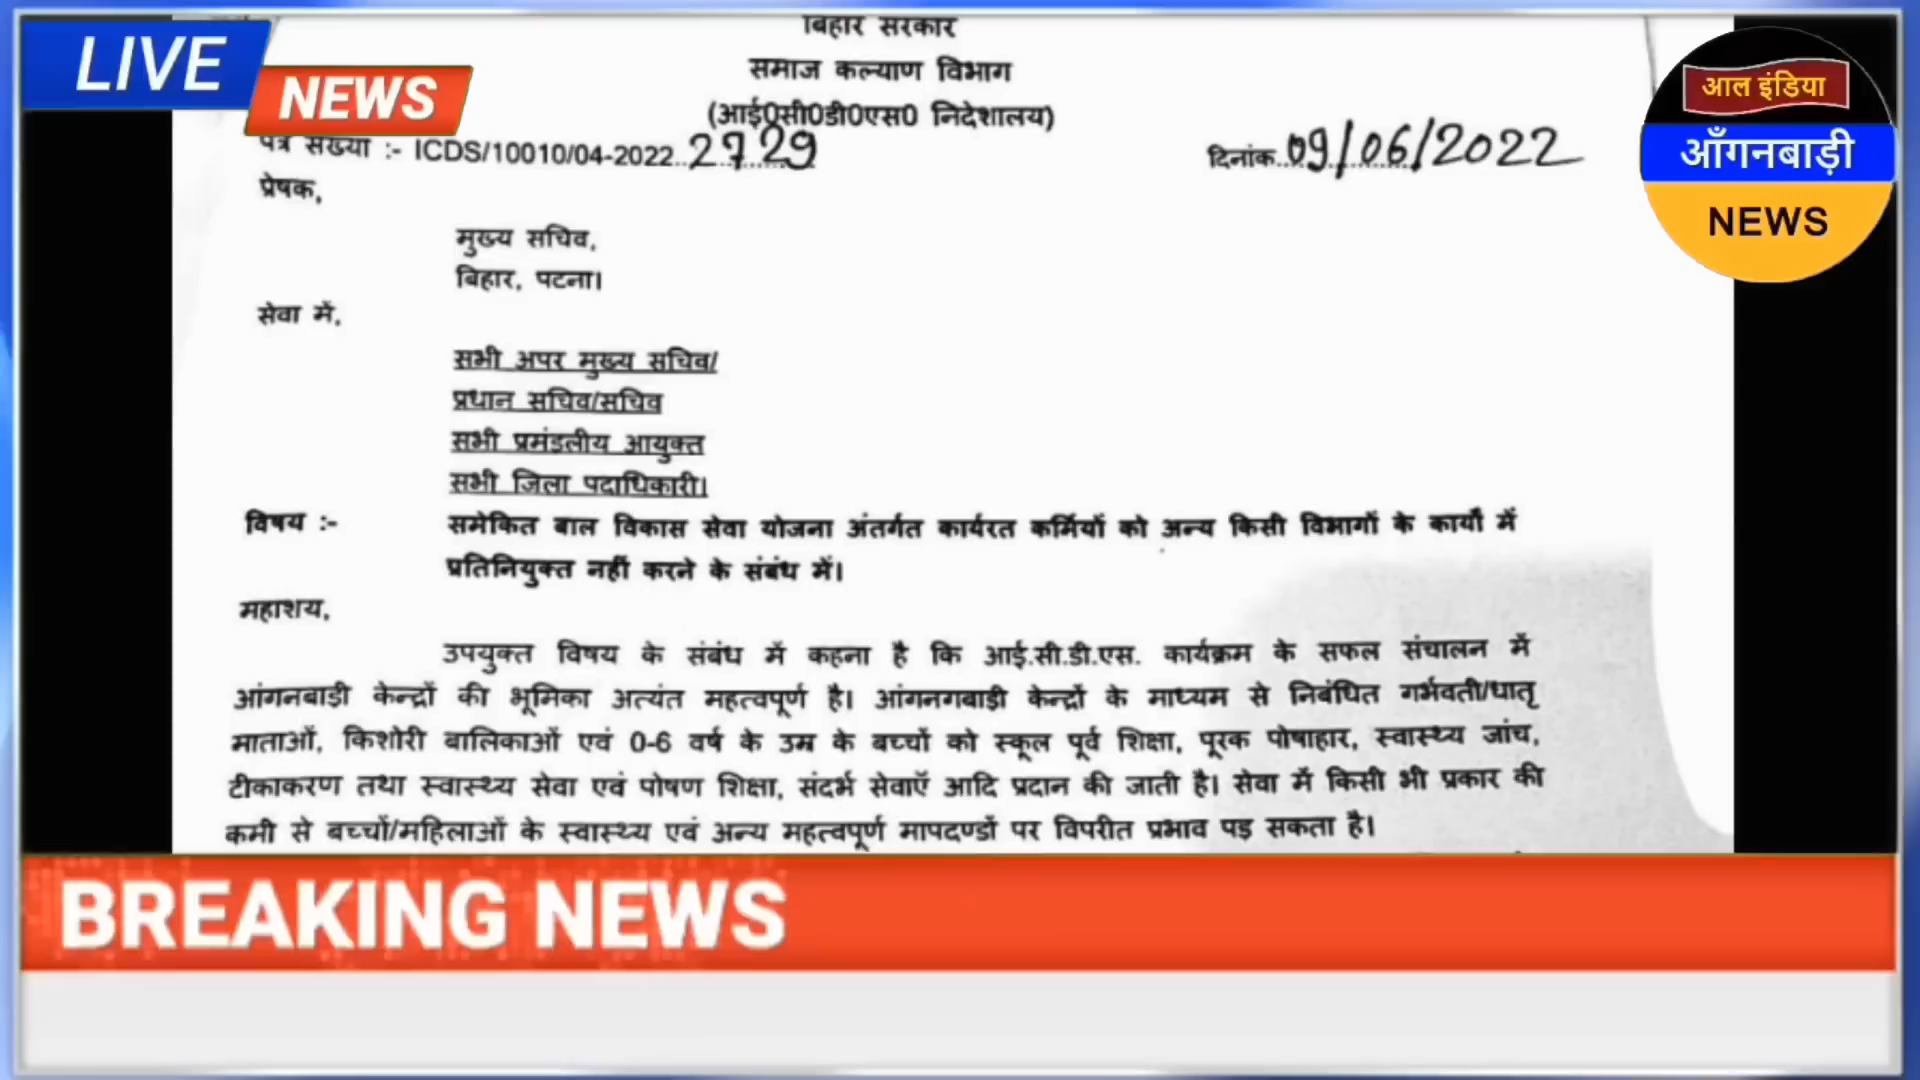 LIVE
NEWS
आल इंडिया
आँगनबाड़ी
NEWS
बिहार सरकार
समाज कल्याण विभाग
(आई0सी0डी0एस0 निदेशालय)
पत्र संख्या :- ICDS/10010/04-2022..2729
दिनांक...09/06/2022
प्रेषक,
मुख्य सचिव,
बिहार, पटना।
सेवा में,
सभी अपर मुख्य सचिव/
प्रधान सचिव/सचिव
सभी प्रमंडलीय आयुक्त
सभी जिला पदाधिकारी।
विषय :- समेकित बाल विकास सेवा योजना अंतर्गत कार्यरत कर्मियों को अन्य किसी विभागों के कार्यों में
प्रतिनियुक्त नहीं करने के संबंध में।
महाशय,
उपयुक्त विषय के संबंध में कहना है कि आई.सी.डी.एस. कार्यक्रम के सफल संचालन में
आंगनबाड़ी केन्द्रों की भूमिका अत्यंत महत्वपूर्ण है। आंगनगबाड़ी केन्द्रों के माध्यम से निबंधित गर्भवती/धातृ
माताओं, किशोरी बालिकाओं एवं 0-6 वर्ष के उम्र के बच्चों को स्कूल पूर्व शिक्षा, पूरक पोषाहार, स्वास्थ्य जांच,
टीकाकरण तथा स्वास्थ्य सेवा एवं पोषण शिक्षा, संदर्भ सेवाएँ आदि प्रदान की जाती है। सेवा में किसी भी प्रकार की
कमी से बच्चों/महिलाओं के स्वास्थ्य एवं अन्य महत्वपूर्ण मापदण्डों पर विपरीत प्रभाव पड़ सकता है।
BREAKING NEWS